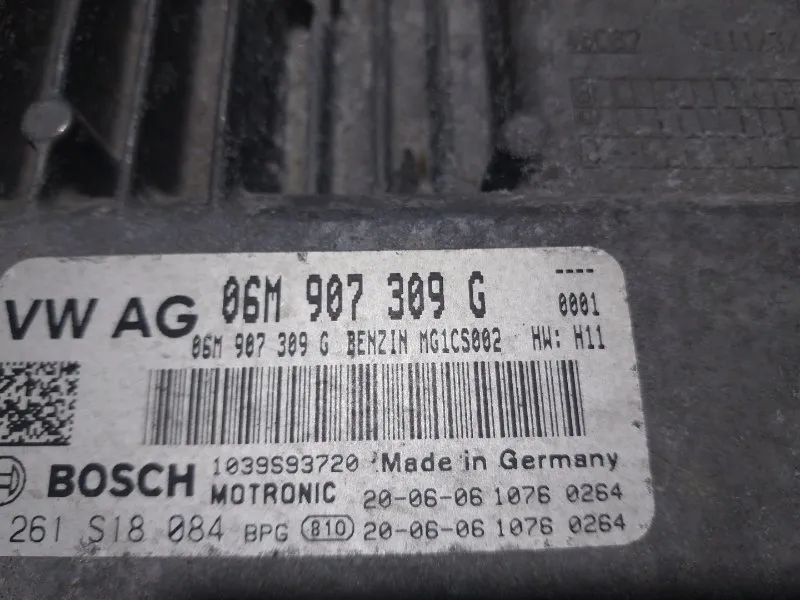 VW AG 06M 907 309 G
----
0001
06M 907 309 G BENZIN MG1CS002 HW: H11
BOSCH 1039S93720 Made in Germany
MOTRONIC 20-06-06 1076 0264
261 S18 084 BPG 810 20-06-06 1076 0264